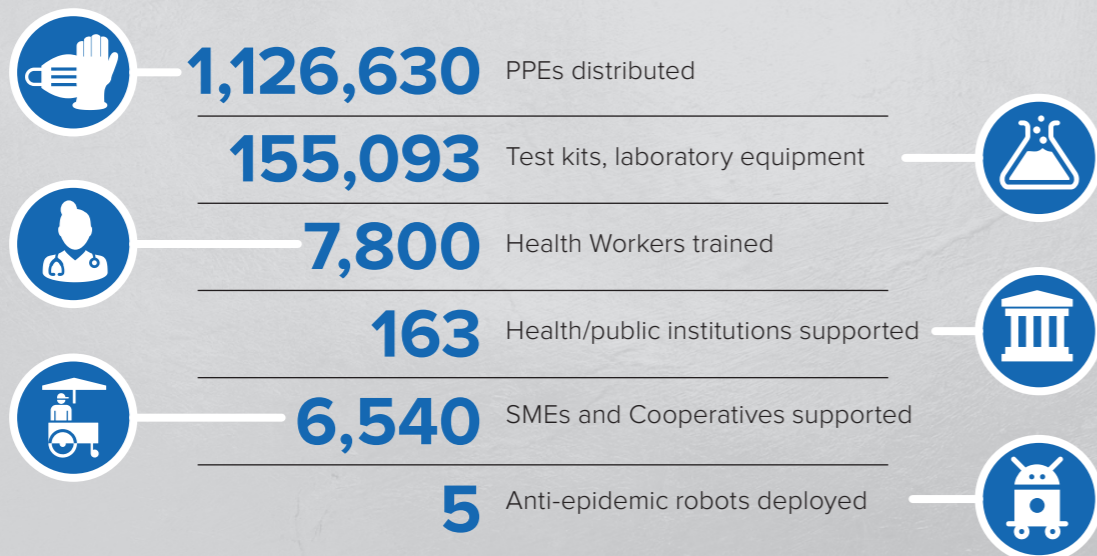 1,126,630 PPEs distributed
155,093 Test kits, laboratory equipment
7,800 Health Workers trained
163 Health/public institutions supported
6,540 SMEs and Cooperatives supported
5 Anti-epidemic robots deployed